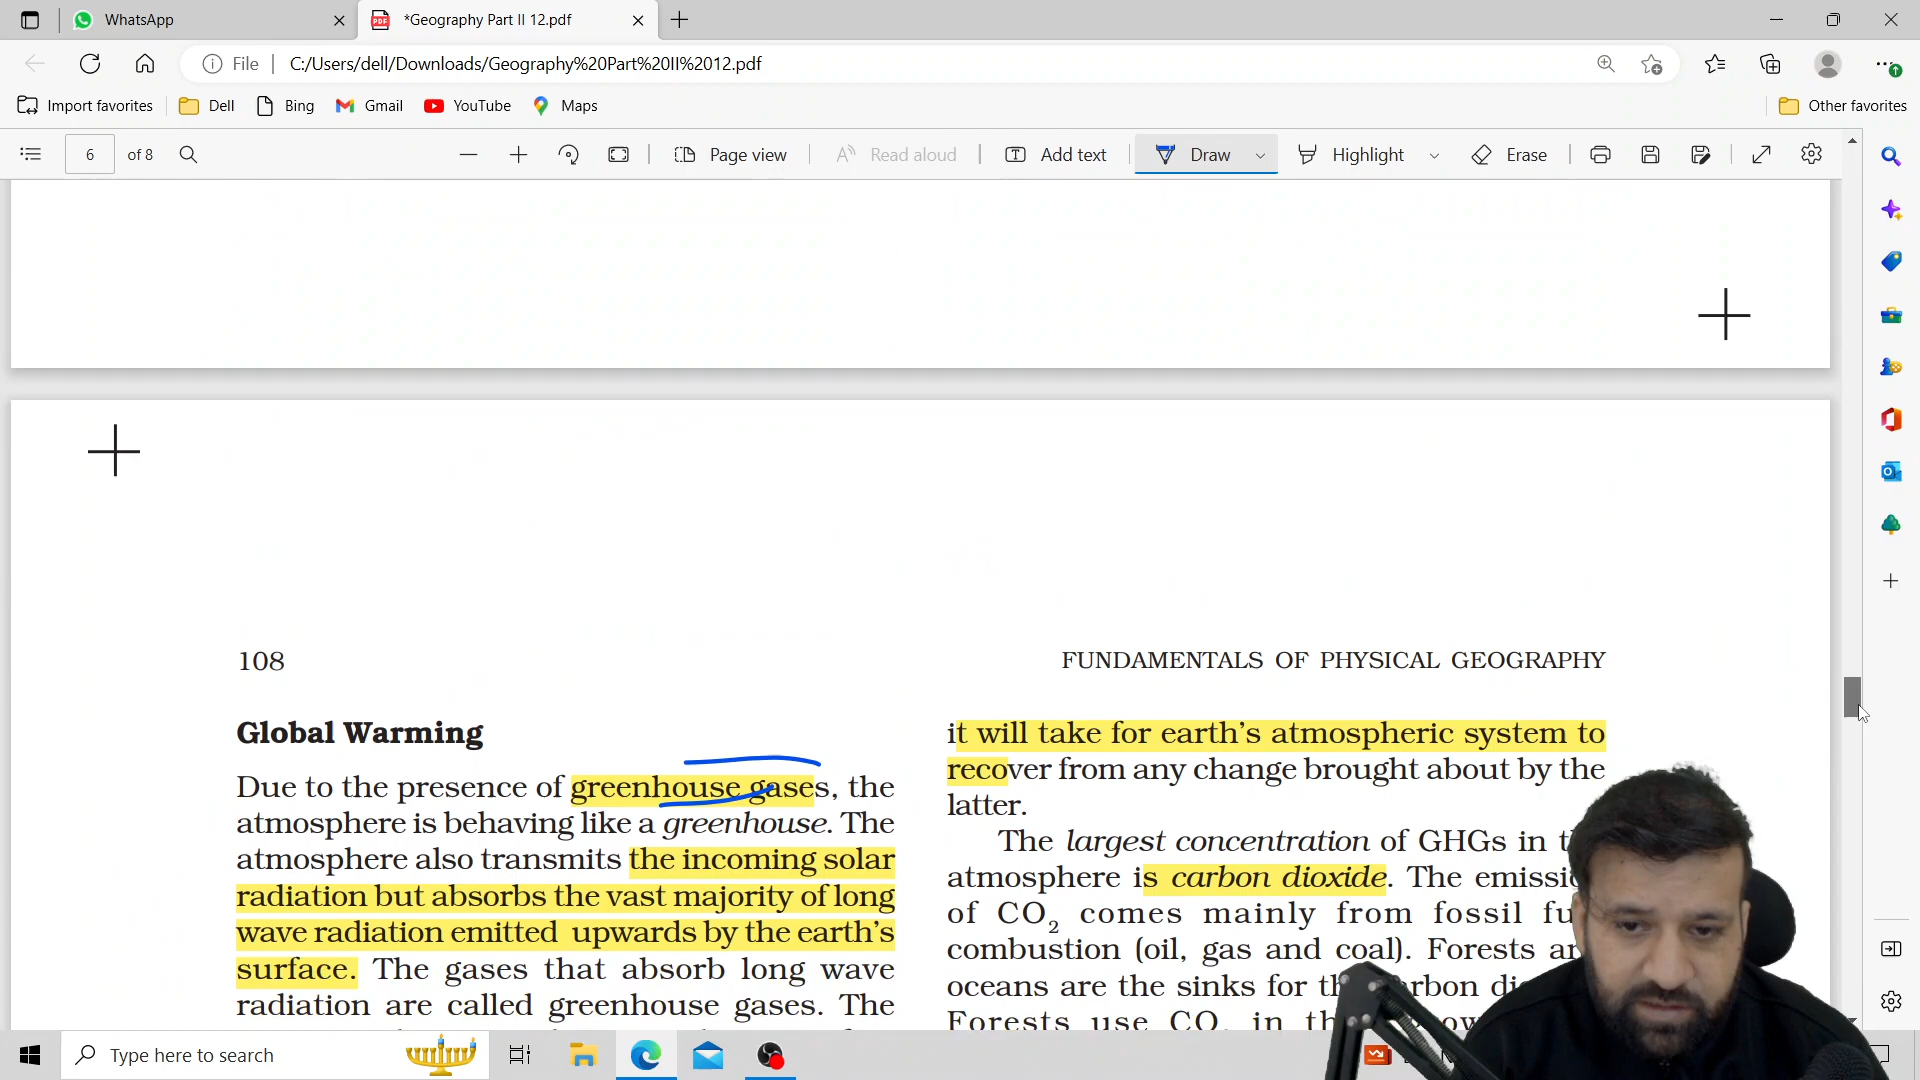 WhatsApp
*Geography Part II 12.pdf
File
C:/Users/dell/Downloads/Geography%20Part%20II%2012.pdf
Import favorites
Dell
Bing
Gmail
YouTube
Maps
Other favorites
6
of 8
Page view
Read aloud
Add text
Draw
Highlight
Erase
108
FUNDAMENTALS OF PHYSICAL GEOGRAPHY
Global Warming
Due to the presence of greenhouse gases, the
atmosphere is behaving like a greenhouse. The
atmosphere also transmits the incoming solar
radiation but absorbs the vast majority of long
wave radiation emitted upwards by the earth's
surface. The gases that absorb long wave
radiation are called greenhouse gases. The
it will take for earth's atmospheric system to
recover from any change brought about by the
latter.
The largest concentration of GHGs in
atmosphere is carbon dioxide. The
of CO2 comes mainly from fossil
combustion (oil, gas and coal). Forests
oceans are the sinks for
Forests use CO2 in
Type here to search